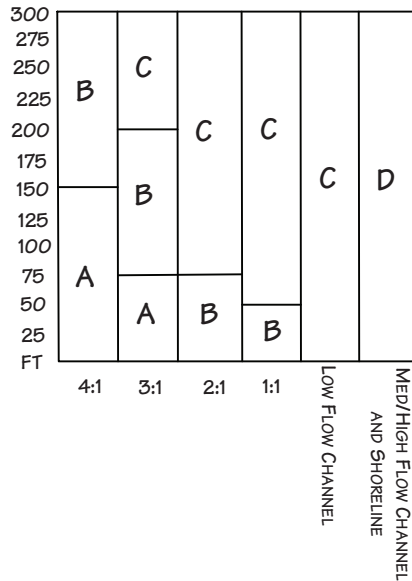 300
275
250
225
200
175
150
125
100
75
50
25
FT
B
A
C
B
A
C
B
C
B
C
D
4:1
3:1
2:1
1:1
LOW FLOW CHANNEL
MED/HIGH FLOW CHANNEL
AND SHORELINE